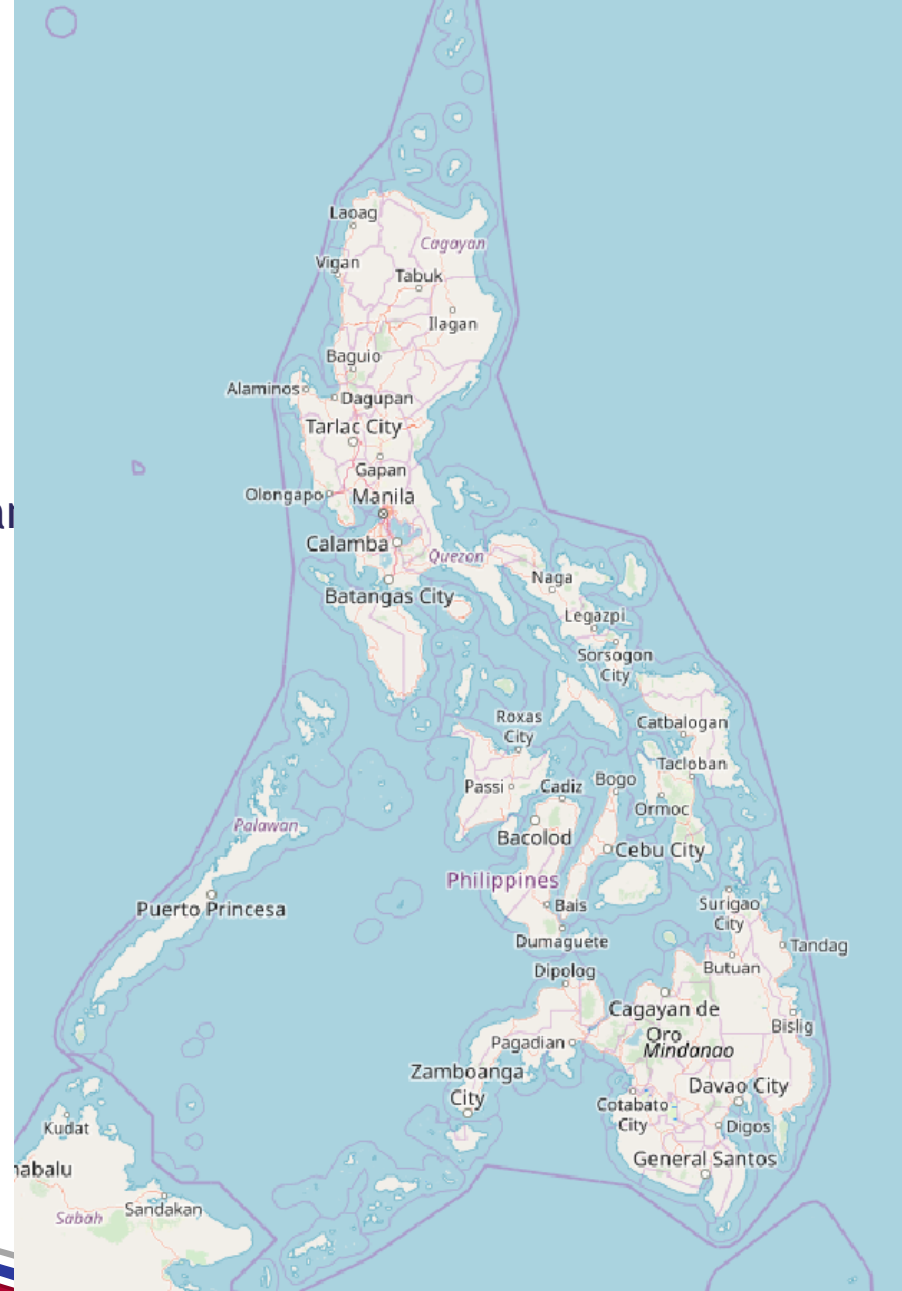 Laoag
Cagayan
Vigan
Tabuk
Ilagan
Baguio
Alaminos
Dagupan
Tarlac City
Gapan
Olongapo
Manila
Calamba
Quezon
Naga
Batangas City
Legazpi
Sorsogon
City
Roxas
City
Catbalogan
Tacloban
Passi
Cadiz
Bogo
Ormoc
Palawan
Bacolod
Cebu City
Philippines
Puerto Princesa
Bais
Surigao
City
Dumaguete
Tandag
Dipolog
Butuan
Cagayan de
Oro
Bislig
Pagadian
Mindanao
Zamboanga
City
Davao City
Cotabato
City
Digos
Kudat
General Santos
nabalu
Sandakan
Sabah